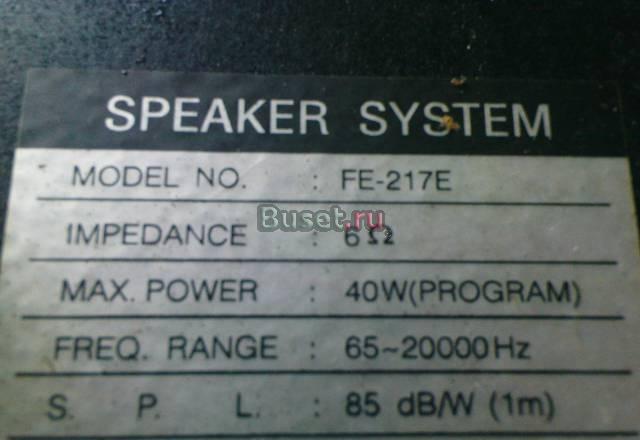 SPEAKER SYSTEM
MODEL NO. : FE-217E
Buset.ru
IMPEDANCE : 6Ω
MAX. POWER : 40W(PROGRAM)
FREQ. RANGE : 65~20000Hz
S. P. L. : 85 dB/W (1m)